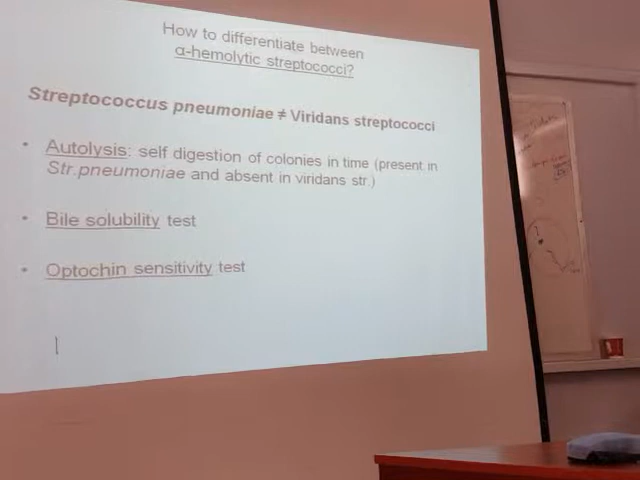 How to differentiate between
α-hemolytic streptococci?
Streptococcus pneumoniae ≠ Viridans streptococci
• Autolysis: self digestion of colonies in time (present in
Str.pneumoniae and absent in viridans str.)
• Bile solubility test
• Optochin sensitivity test